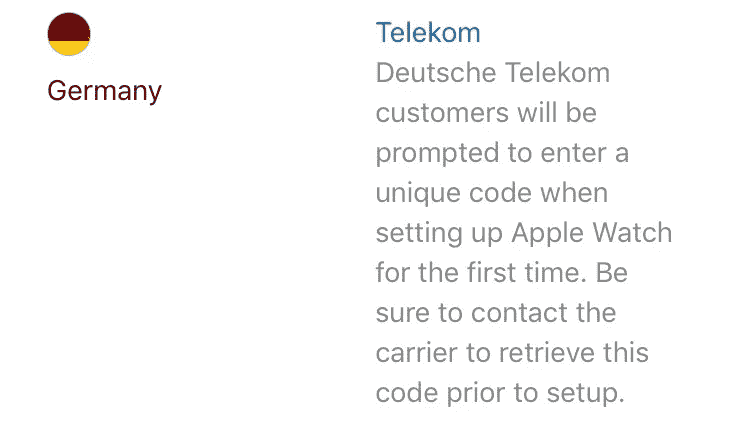 Germany
Telekom
Deutsche Telekom
customers will be
prompted to enter a
unique code when
setting up Apple Watch
for the first time. Be
sure to contact the
carrier to retrieve this
code prior to setup.